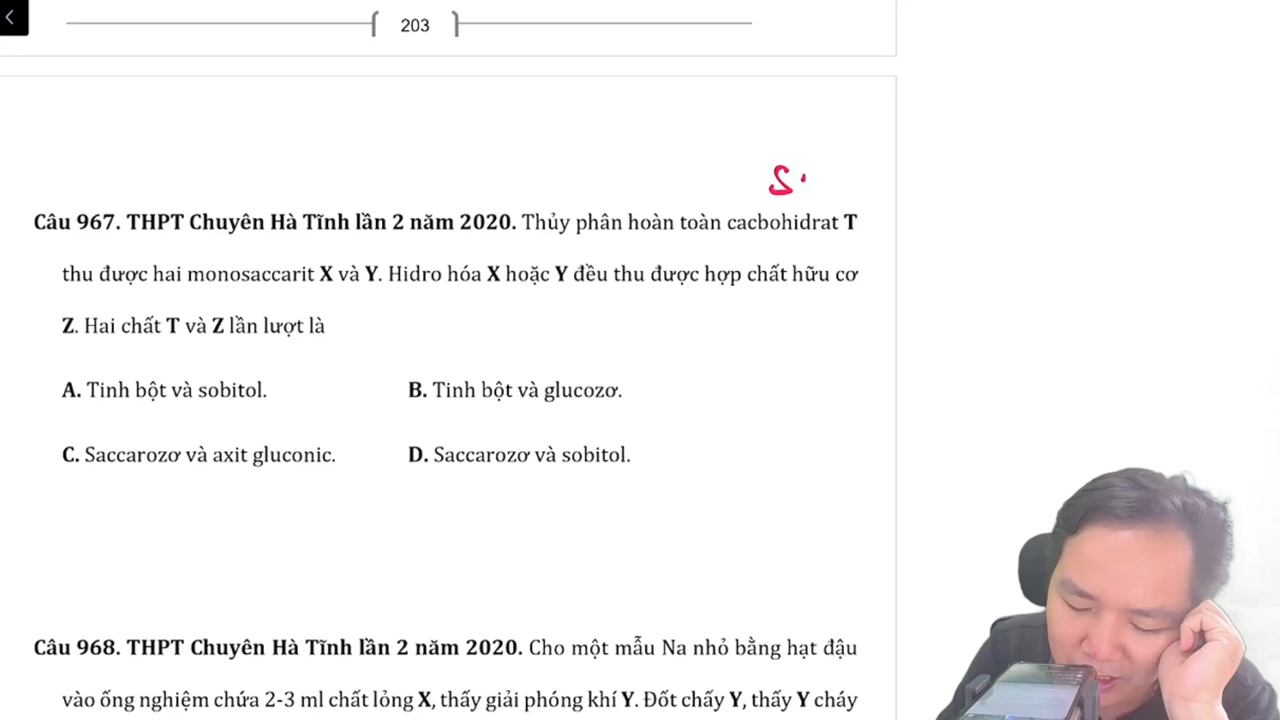 203
S
Câu 967. THPT Chuyên Hà Tĩnh lần 2 năm 2020. Thủy phân hoàn toàn cacbohidrat T
thu được hai monosaccarit X và Y. Hidro hóa X hoặc Y đều thu được hợp chất hữu cơ
Z. Hai chất T và Z lần lượt là
A. Tinh bột và sobitol. B. Tinh bột và glucozơ.
C. Saccarozơ và axit gluconic. D. Saccarozơ và sobitol.
Câu 968. THPT Chuyên Hà Tĩnh lần 2 năm 2020. Cho một mẫu Na nhỏ bằng hạt đậu
vào ống nghiệm chứa 2-3 ml chất lỏng X, thấy giải phóng khí Y. Đốt chấy Y, thấy Y cháy